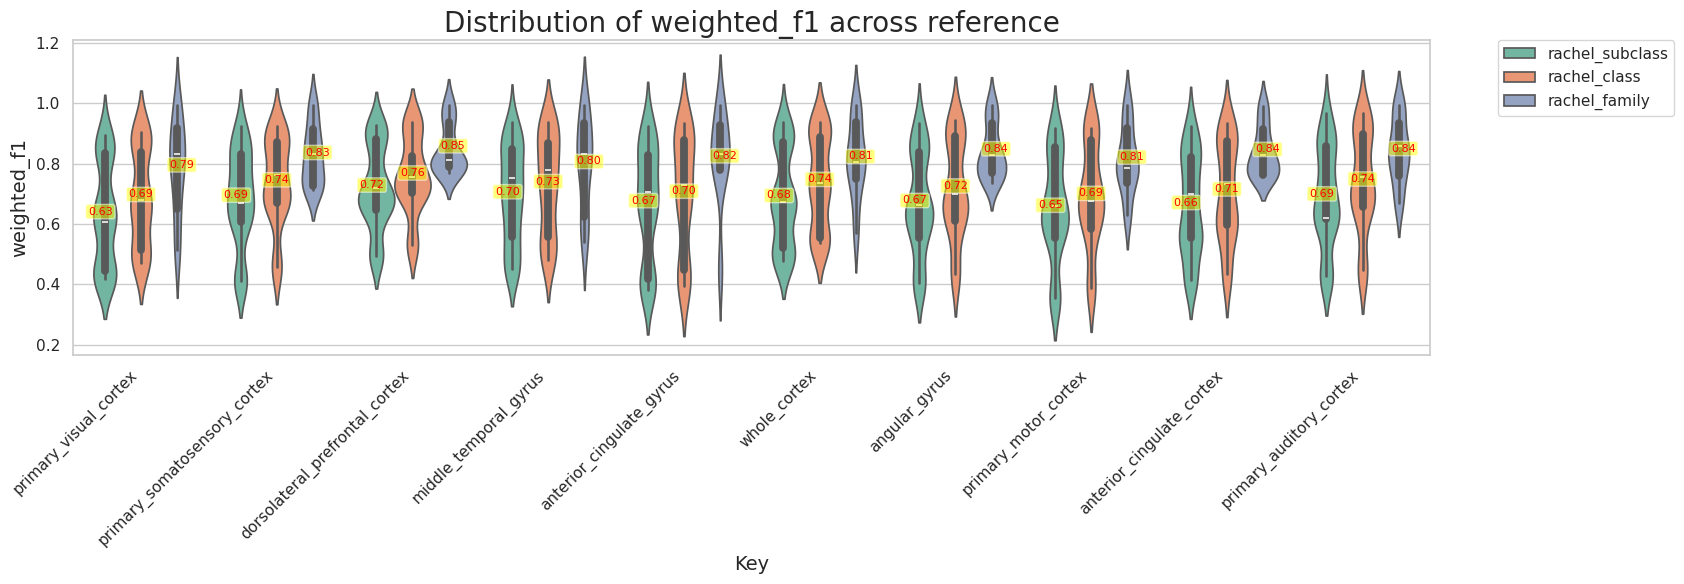 Distribution of weighted_f1 across reference
weighted_f1
1.2
1.0
0.8
0.6
0.4
0.2
0.63
0.69
0.79
0.69
0.74
0.83
0.72
0.76
0.85
0.70
0.73
0.80
0.67
0.70
0.82
0.68
0.74
0.81
0.67
0.72
0.84
0.65
0.69
0.81
0.66
0.71
0.84
0.69
0.74
0.84
primary_visual_cortex
primary_somatosensory_cortex
dorsolateral_prefrontal_cortex
middle_temporal_gyrus
anterior_cingulate_gyrus
whole_cortex
angular_gyrus
primary_motor_cortex
anterior_cingulate_cortex
primary_auditory_cortex
Key
rachel_subclass
rachel_class
rachel_family